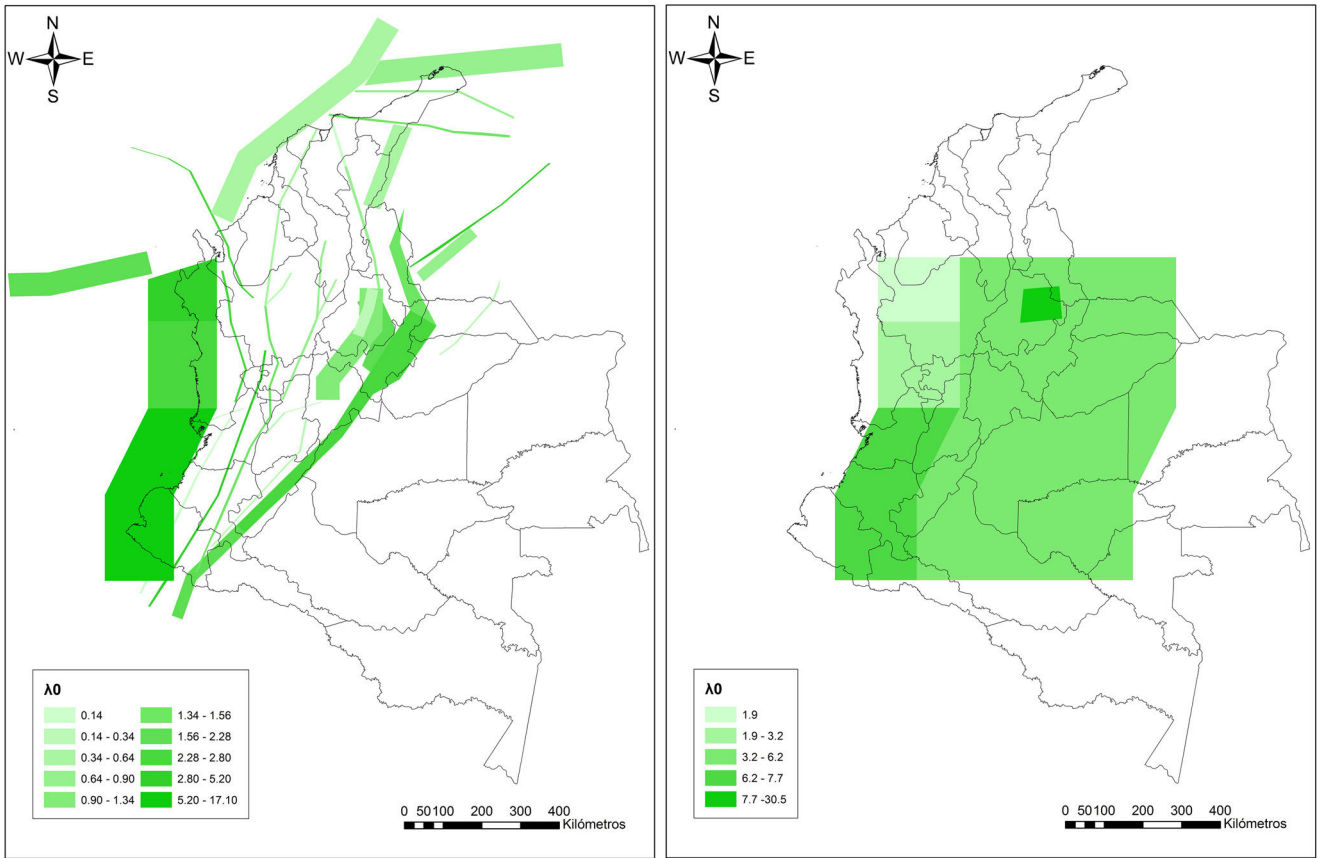 N
W E
S
λ0
0.14
0.14 - 0.34
0.34 - 0.64
0.64 - 0.90
0.90 - 1.34
1.34 - 1.56
1.56 - 2.28
2.28 - 2.80
2.80 - 5.20
5.20 - 17.10
0 50100 200 300 400
Kilómetros
N
W E
S
λ0
1.9
1.9 - 3.2
3.2 - 6.2
6.2 - 7.7
7.7 -30.5
0 50100 200 300 400
Kilómetros